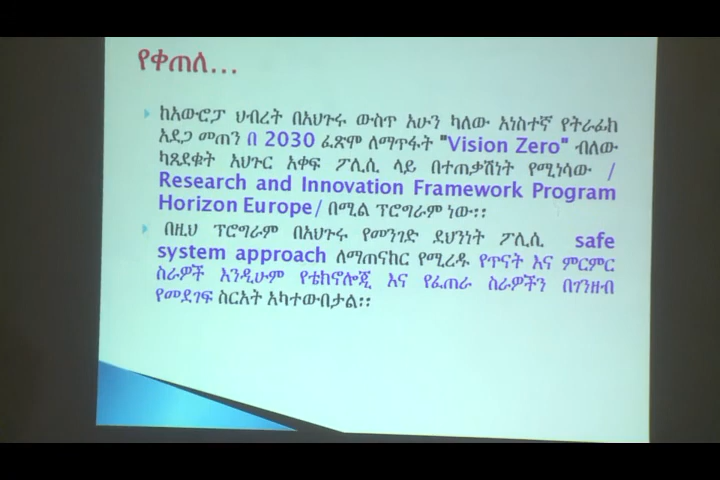 የቀጠለ...
ከአውሮፓ ህብረት በአህጉሩ ውስጥ አሁን ካለው አነስተኛ የትራፊክ
አደጋ መጠን በ 2030 ፈጽሞ ለማጥፋት "Vision Zero" ብለው
ካጸደቁት አህጉር አቀፍ ፖሊሲ ላይ በተጠቃሽነት የሚነሳው /
Research and Innovation Framework Program
Horizon Europe/ በሚል ፕሮግራም ነው፡፡
በዚህ ፕሮግራም በአህጉሩ የመንገድ ደህንነት ፖሊሲ safe
system approach ለማጠናከር የሚረዱ የጥናት እና ምርምር
ስራዎች እንዲሁም የቴክኖሎጂ እና የፈጠራ ስራዎችን በገንዘብ
የመደገፍ ስርአት አካተውበታል፡፡